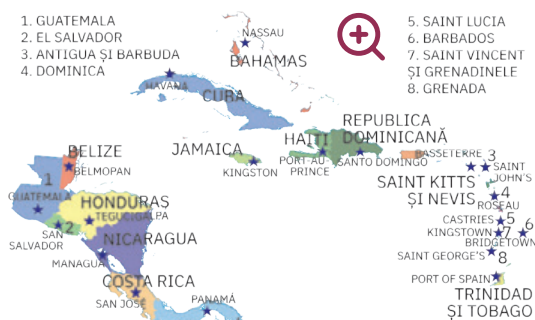 1. GUATEMALA
2. EL SALVADOR
3. ANTIGUA ȘI BARBUDA
4. DOMINICA
5. SAINT LUCIA
6. BARBADOS
7. SAINT VINCENT
ȘI GRENADINELE
8. GRENADA
NASSAU
BAHAMAS
HAVANA
CUBA
JAMAICA
KINGSTON
HAITI
PORT-AU-
PRINCE
REPUBLICA
DOMINICANĂ
SANTO DOMINGO
BASSETERRE
3
SAINT
JOHN'S
SAINT KITTS
ȘI NEVIS
4
ROSEAU
CASTRIES
5
KINGSTOWN
7
6
BRIDGETOWN
SAINT GEORGE'S
8
PORT OF SPAIN
TRINIDAD
ȘI TOBAGO
BELIZE
BELMOPAN
1
GUATEMALA
HONDURAS
TEGUCIGALPA
2
SAN
SALVADOR
NICARAGUA
MANAGUA
COSTA RICA
SAN JOSÉ
PANAMÁ